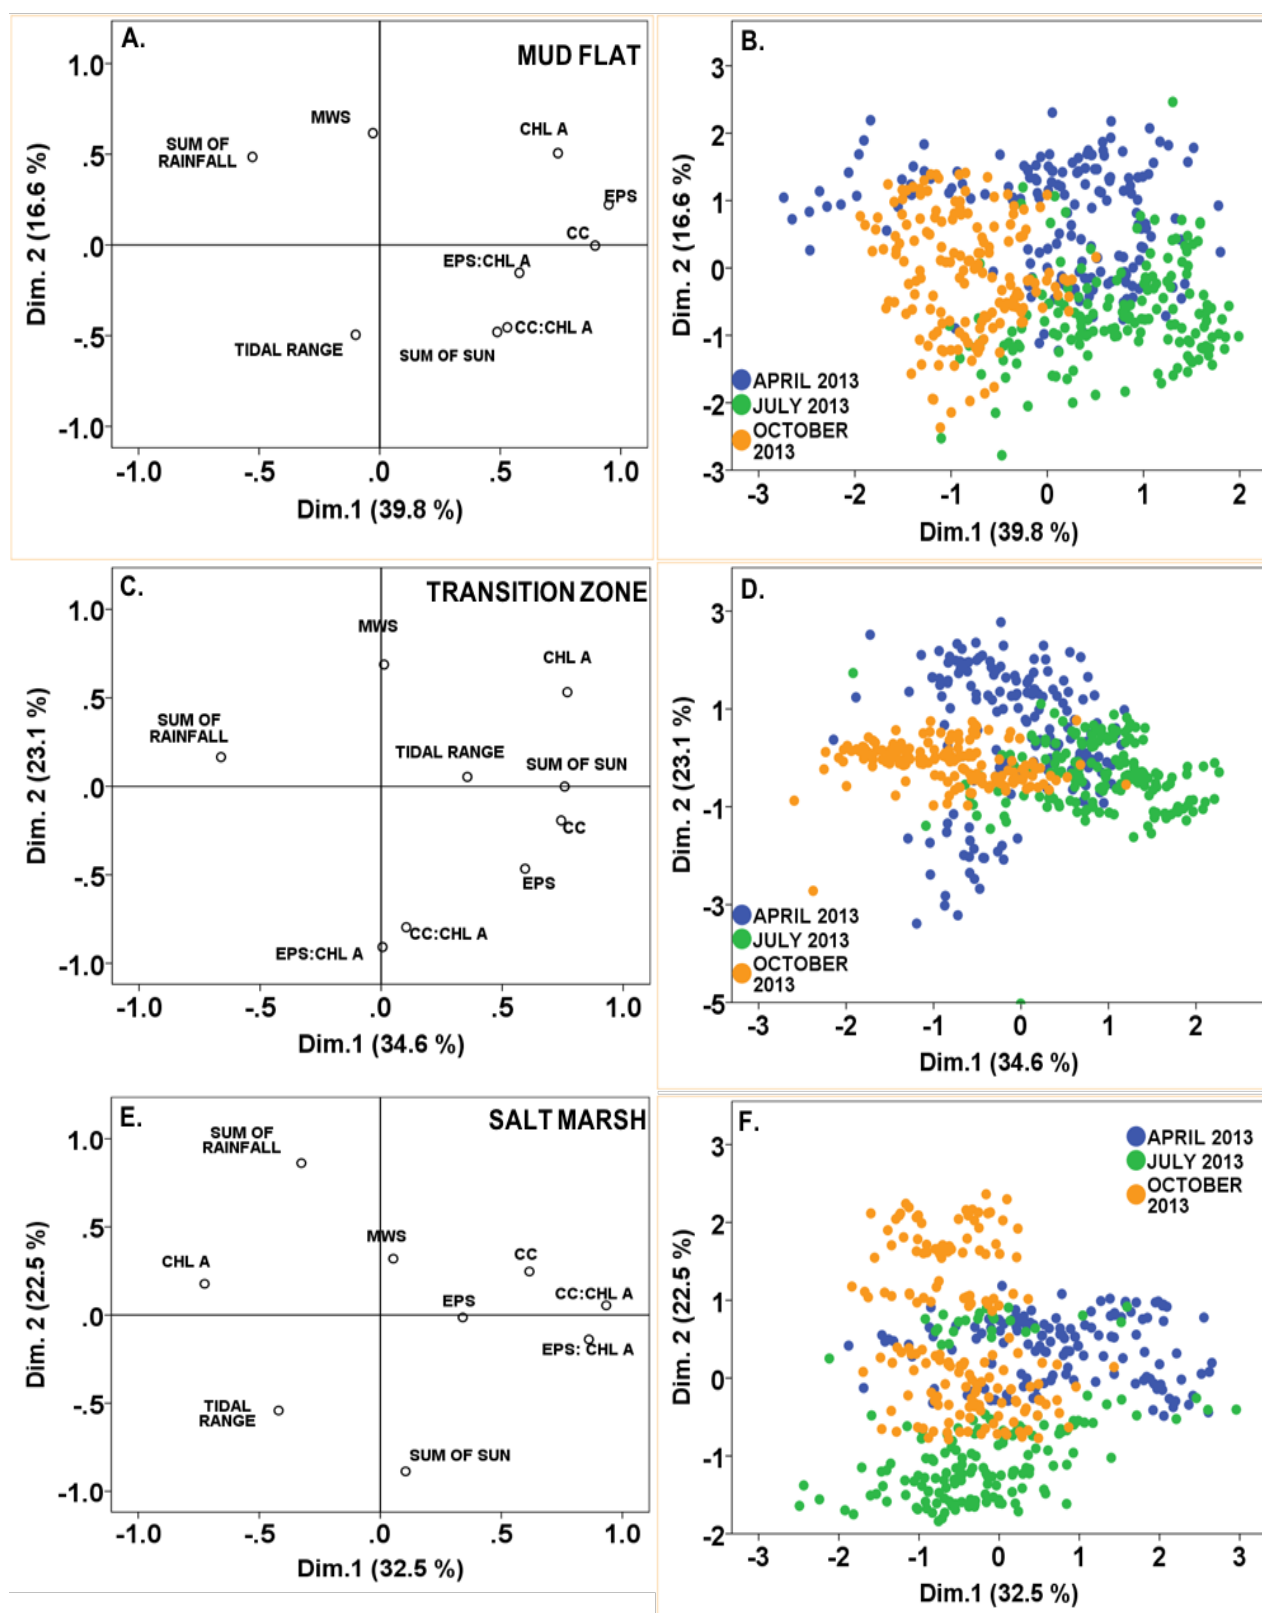 A.
MUD FLAT
1.0
.5
.0
-.5
-1.0
Dim. 2 (16.6 %)
MWS
SUM OF
RAINFALL
CHL A
EPS
CC
EPS:CHL A
CC:CHL A
SUM OF SUN
TIDAL RANGE
-1.0 -.5 .0 .5 1.0
Dim.1 (39.8 %)
B.
3
2
1
0
-1
-2
-3
Dim. 2 (16.6 %)
APRIL 2013
JULY 2013
OCTOBER
2013
-3 -2 -1 0 1 2
Dim.1 (39.8 %)
C.
TRANSITION ZONE
1.0
.5
.0
-.5
-1.0
Dim. 2 (23.1 %)
MWS
CHL A
SUM OF
RAINFALL
TIDAL RANGE
SUM OF SUN
CC
EPS
CC:CHL A
EPS:CHL A
-1.0 -.5 .0 .5 1.0
Dim.1 (34.6 %)
D.
3
1
-1
-3
-5
Dim. 2 (23.1 %)
APRIL 2013
JULY 2013
OCTOBER
2013
-3 -2 -1 0 1 2
Dim.1 (34.6 %)
E.
SALT MARSH
1.0
.5
.0
-.5
-1.0
Dim. 2 (22.5 %)
SUM OF
RAINFALL
MWS
CHL A
CC
CC:CHL A
EPS
EPS: CHL A
TIDAL
RANGE
SUM OF SUN
-1.0 -.5 .0 .5 1.0
Dim.1 (32.5 %)
F.
APRIL 2013
JULY 2013
OCTOBER
2013
3
2
1
0
-1
-2
Dim. 2 (22.5 %)
-3 -2 -1 0 1 2 3
Dim.1 (32.5 %)